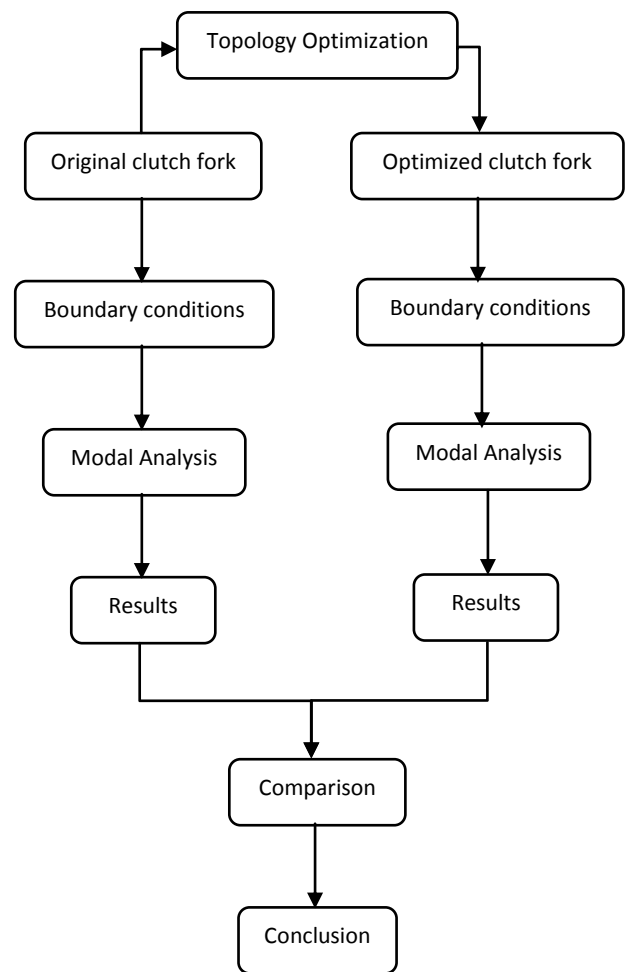 Topology Optimization
Original clutch fork
Optimized clutch fork
Boundary conditions
Boundary conditions
Modal Analysis
Modal Analysis
Results
Results
Comparison
Conclusion